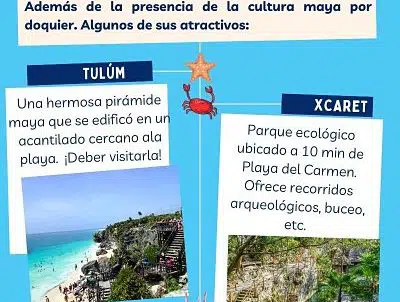 Además de la presencia de la cultura maya por
doquier. Algunos de sus atractivos:
TULÚM
Una hermosa pirámide
maya que se edificó en un
acantilado cercano ala
playa. ¡Deber visitarla!
XCARET
Parque ecológico
ubicado a 10 min de
Playa del Carmen.
Ofrece recorridos
arqueológicos, buceo,
etc.